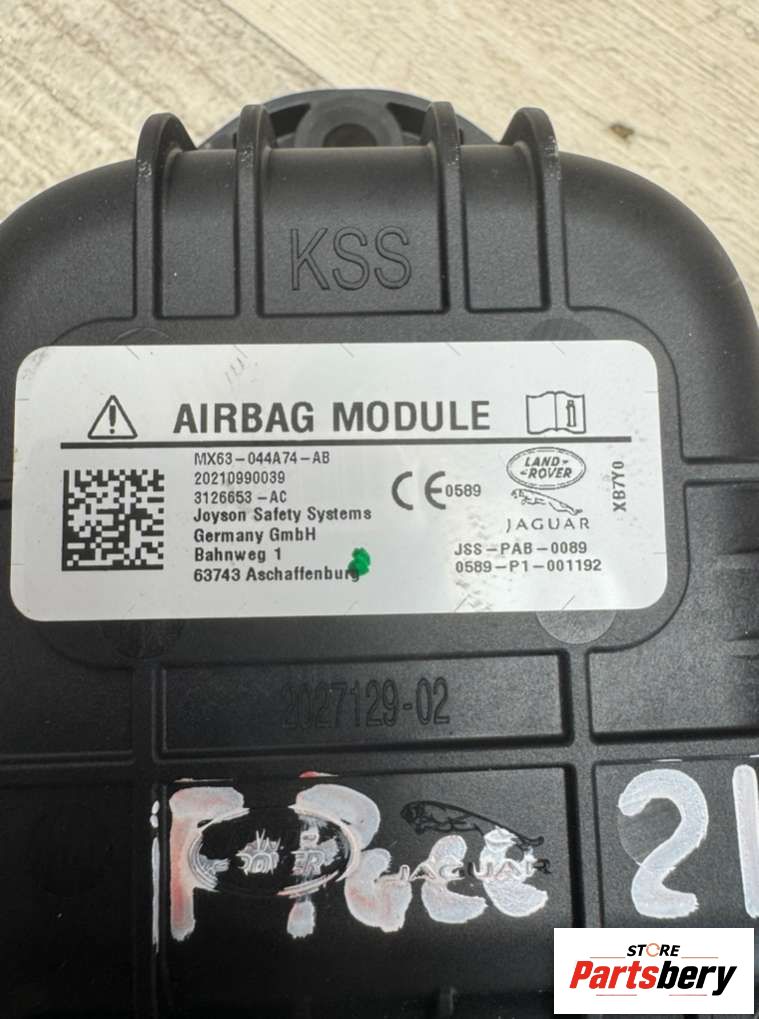 KSS
AIRBAG MODULE
MX63-044A74-AB
20210990039
3126653-AC
Joyson Safety Systems
Germany GmbH
Bahnweg 1
63743 Aschaffenburg
CE 0589
LAND-
ROVER
JAGUAR
JSS-PAB-0089
0589-P1-001192
XB7Y0
2027129-02
JAGUAR
21
STORE
Partsbery